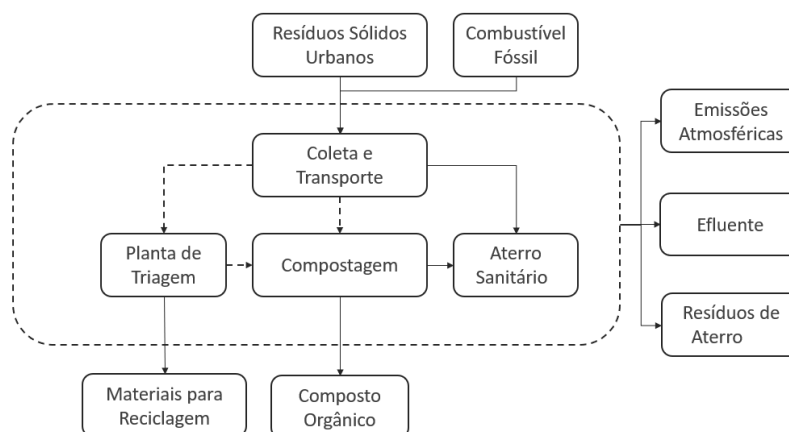 Resíduos Sólidos
Urbanos
Combustível
Fóssil
Emissões
Atmosféricas
Coleta e
Transporte
Efluente
Planta de
Triagem
Compostagem
Aterro
Sanitário
Resíduos de
Aterro
Materiais para
Reciclagem
Composto
Orgânico